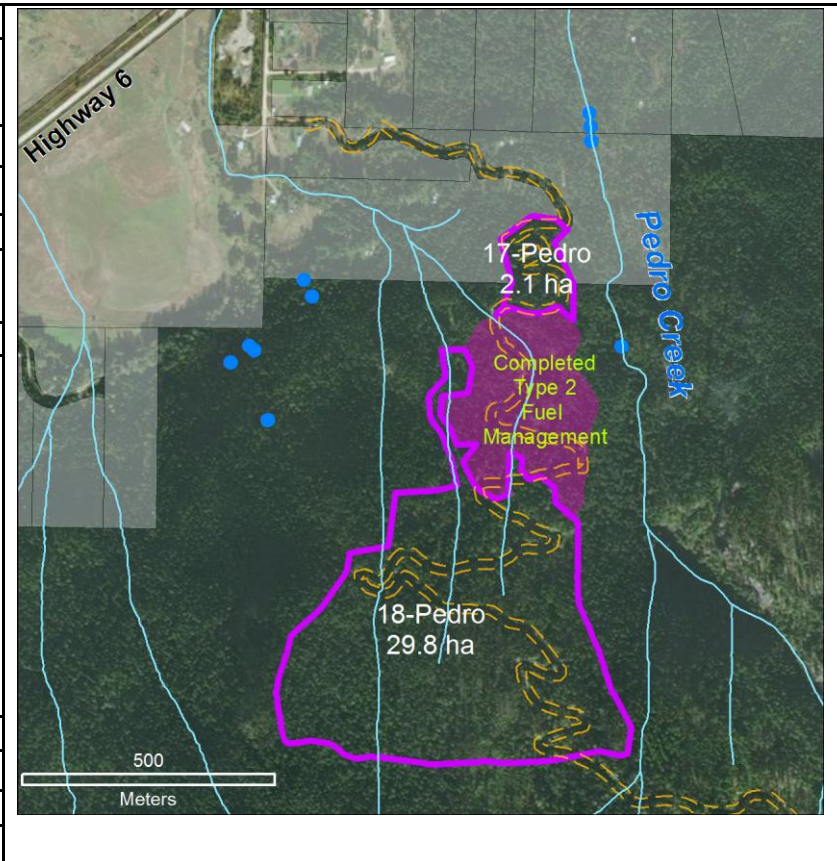 Highway 6
17-Pedro
2.1 ha
Pedro Creek
Completed
Type 2
Fuel
Management
18-Pedro
29.8 ha
500
Meters